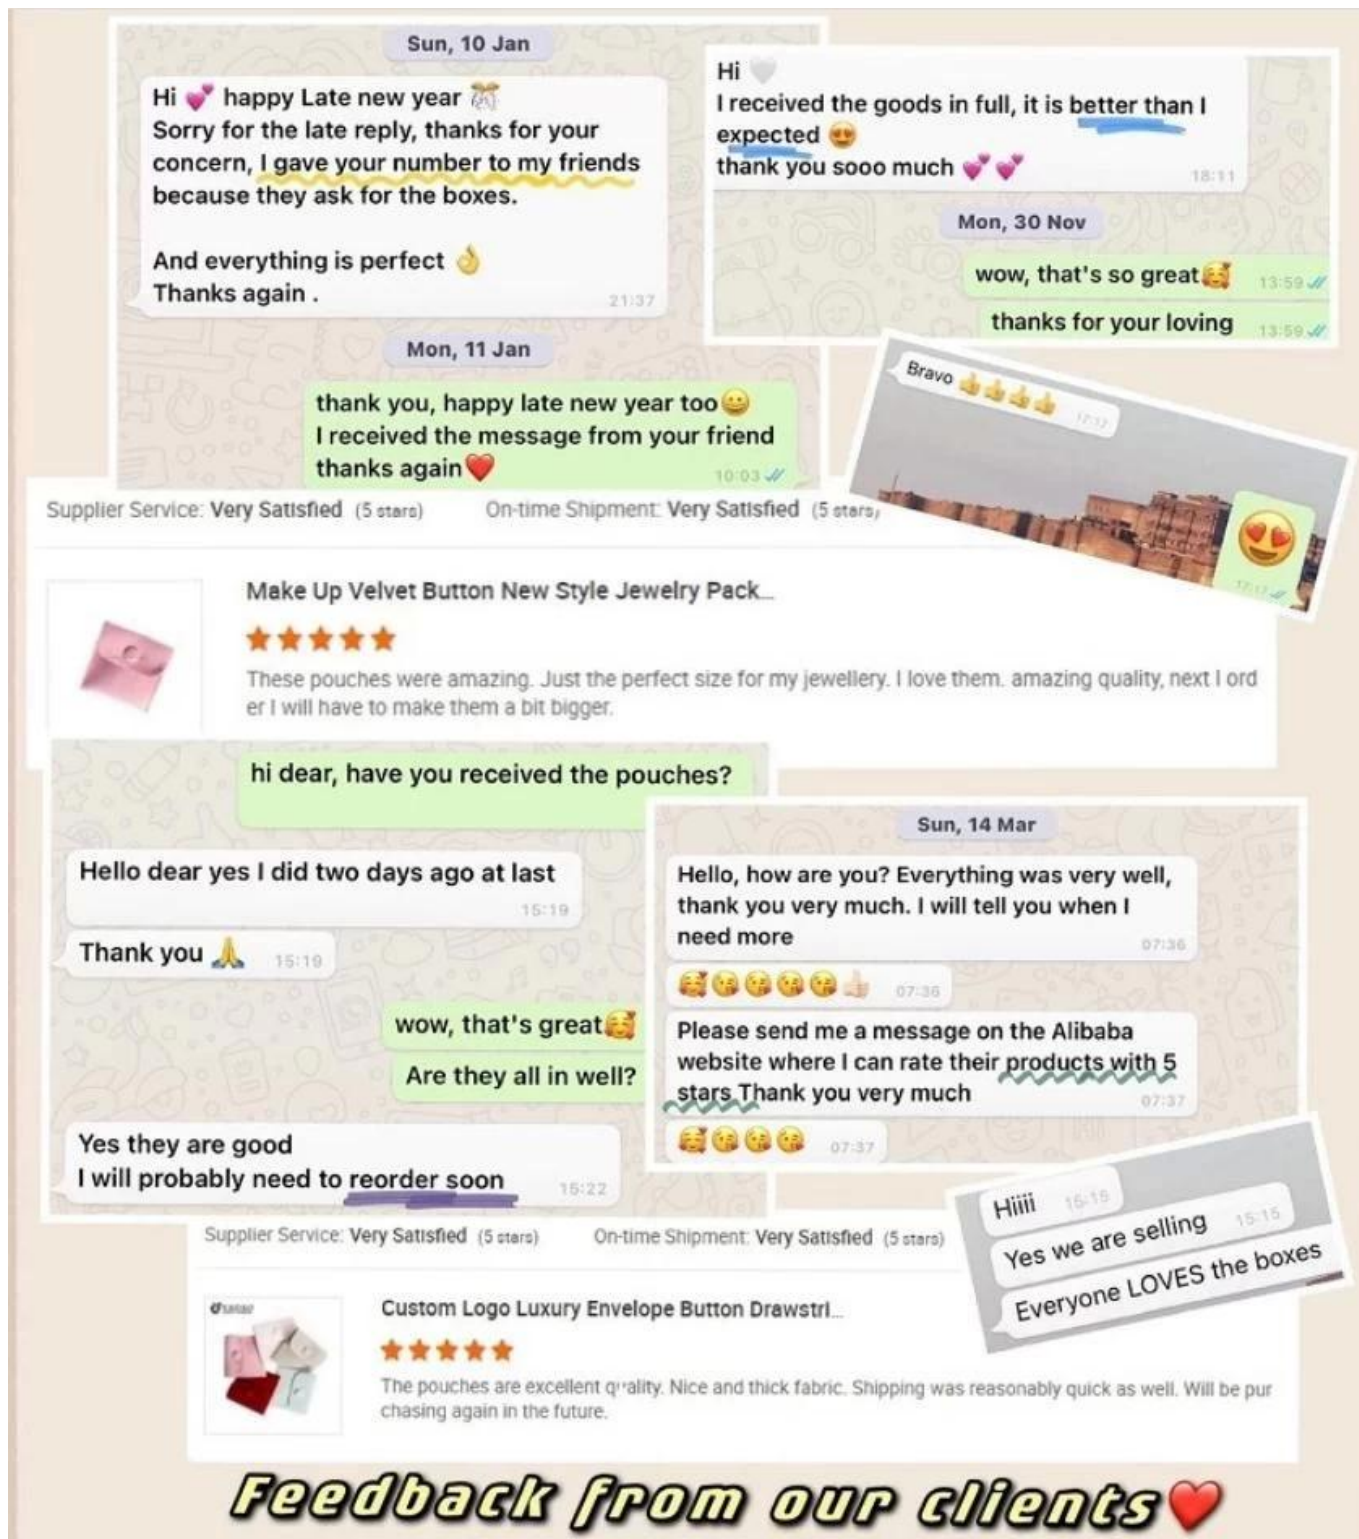 Sun, 10 Jan
Hi 💕 happy Late new year 🎊
Sorry for the late reply, thanks for your
concern, I gave your number to my friends
because they ask for the boxes.
And everything is perfect 👌
Thanks again .
21:37
Mon, 11 Jan
thank you, happy late new year too😀
I received the message from your friend
thanks again❤️
10:03
Hi 🤍
I received the goods in full, it is better than I
expected 😍
thank you sooo much 💕 💕
18:11
Mon, 30 Nov
wow, that's so great🥰
13:59
thanks for your loving
13:59
Bravo 👍👍👍👍
17:17
😍
17:17
Supplier Service: Very Satisfied (5 stars) On-time Shipment: Very Satisfied (5 stars)
Make Up Velvet Button New Style Jewelry Pack...
These pouches were amazing. Just the perfect size for my jewellery. I love them. amazing quality, next I ord
er I will have to make them a bit bigger.
hi dear, have you received the pouches?
Hello dear yes I did two days ago at last
15:19
Thank you 🙏 15:19
wow, that's great🥰
Are they all in well?
Yes they are good
I will probably need to reorder soon
15:22
Sun, 14 Mar
Hello, how are you? Everything was very well,
thank you very much. I will tell you when I
need more
07:36
🥰😘😘😘😘👍🏻 07:36
Please send me a message on the Alibaba
website where I can rate their products with 5
stars Thank you very much
07:37
🥰😘😘😘 07:37
Hiiii 15:15
Yes we are selling 15:15
Everyone LOVES the boxes
Supplier Service: Very Satisfied (5 stars) On-time Shipment: Very Satisfied (5 stars)
Custom Logo Luxury Envelope Button Drawstri...
The pouches are excellent quality. Nice and thick fabric. Shipping was reasonably quick as well. Will be pur
chasing again in the future.
Feedback from our clients❤️